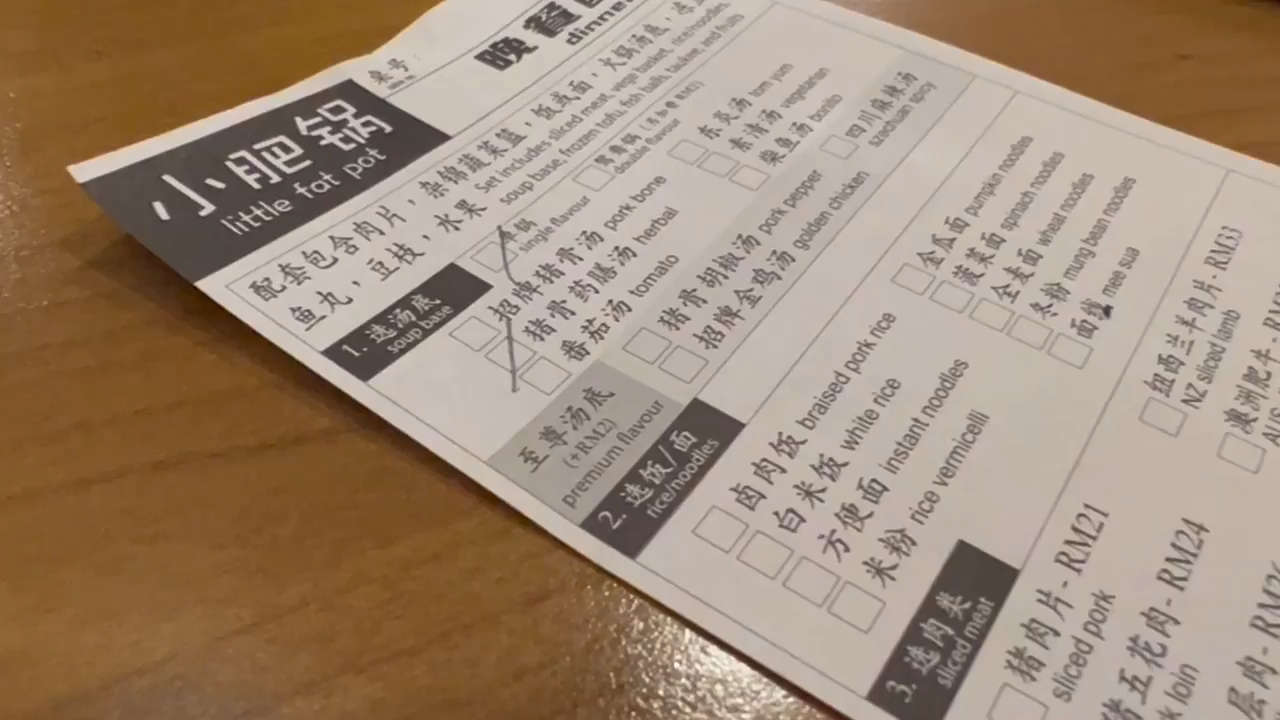 小肥锅
little fat pot
桌号
晚餐
dinner
配套包含肉片，杂锦蔬菜篮，饭或面，火锅汤底，冻
鱼丸，豆枝，水果
Set includes sliced meat, vege basket, rice/noodles,
soup base, frozen tofu, fish balls, taukee, and fruits
1. 选汤底
soup base
single flavour
鸳鸯锅
double flavour
招牌猪骨汤 pork bone
猪骨药膳汤 herbal
番茄汤 tomato
东炎汤 tom yum
素清汤 vegetarian
柴鱼汤 bonito
至尊汤底
(+RM2)
premium flavour
猪骨胡椒汤 pork pepper
招牌金鸡汤 golden chicken
四川麻辣汤
szechuan spicy
2. 选饭/面
rice/noodles
卤肉饭 braised pork rice
白米饭 white rice
方便面 instant noodles
米粉 rice vermicelli
金瓜面 pumpkin noodles
菠菜面 spinach noodles
全麦面 wheat noodles
冬粉 mung bean noodles
面线 mee sua
3. 选肉类
sliced meat
猪肉片 - RM21
sliced pork
猪五花肉 - RM24
loin
层肉 - RM26
纽西兰羊肉片 - RM33
NZ sliced lamb
澳洲肥牛